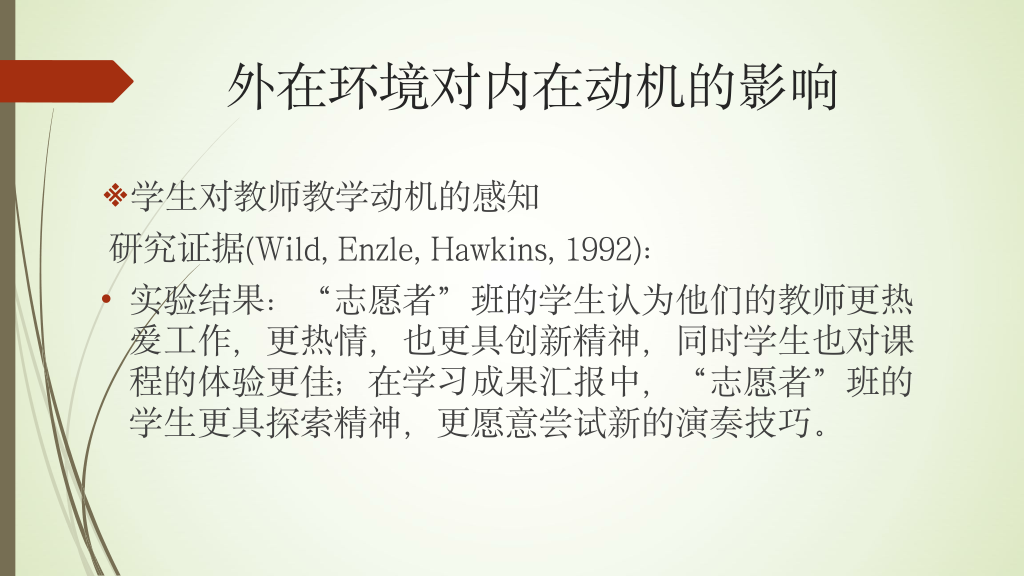 外在环境对内在动机的影响
❖学生对教师教学动机的感知
研究证据(Wild, Enzle, Hawkins, 1992):
• 实验结果：“志愿者”班的学生认为他们的教师更热
爱工作，更热情，也更具创新精神，同时学生也对课
程的体验更佳；在学习成果汇报中，“志愿者”班的
学生更具探索精神，更愿意尝试新的演奏技巧。